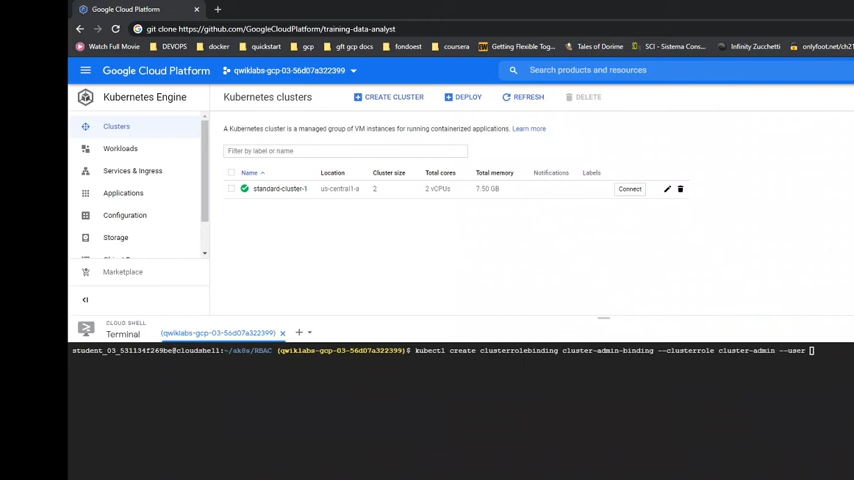 Google Cloud Platform
git clone https://github.com/GoogleCloudPlatform/training-data-analyst
Watch Full Movie DEVOPS docker quickstart gcp gft gcp docs fondoest coursera Getting Flexible Tog... Tales of Dorime SCI - Sistema Cons... Infinity Zucchetti onlyfoot.net/ch21
Google Cloud Platform qwiklabs-gcp-03-56d07a322399 Search products and resources
Kubernetes Engine Kubernetes clusters CREATE CLUSTER DEPLOY REFRESH DELETE
Clusters
A Kubernetes cluster is a managed group of VM instances for running containerized applications. Learn more
Workloads
Filter by label or name
Services & Ingress
Name Location Cluster size Total cores Total memory Notifications Labels
Applications
standard-cluster-1 us-central1-a 2 2 vCPUs 7.50 GB Connect
Configuration
Storage
Marketplace
CLOUD SHELL
Terminal (qwiklabs-gcp-03-56d07a322399)
student_03_531134f269be@cloudshell:~/ak8s/RBAC (qwiklabs-gcp-03-56d07a322399)$ kubectl create clusterrolebinding cluster-admin-binding --clusterrole cluster-admin --user